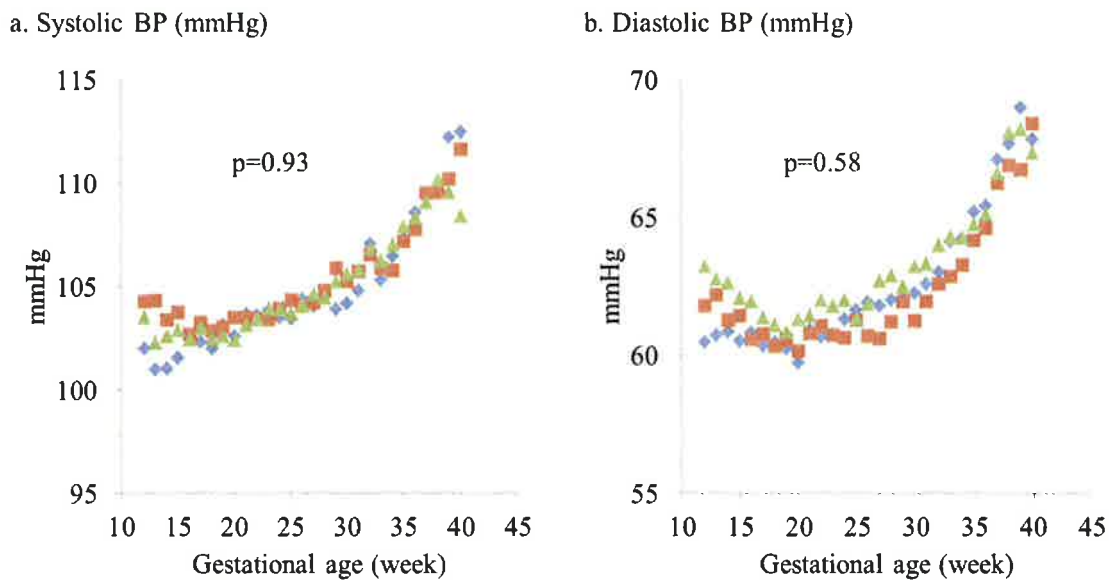 a. Systolic BP (mmHg)
115
110
105
100
95
mmHg
p=0.93
10 15 20 25 30 35 40 45
Gestational age (week)
b. Diastolic BP (mmHg)
70
65
60
55
mmHg
p=0.58
10 15 20 25 30 35 40 45
Gestational age (week)